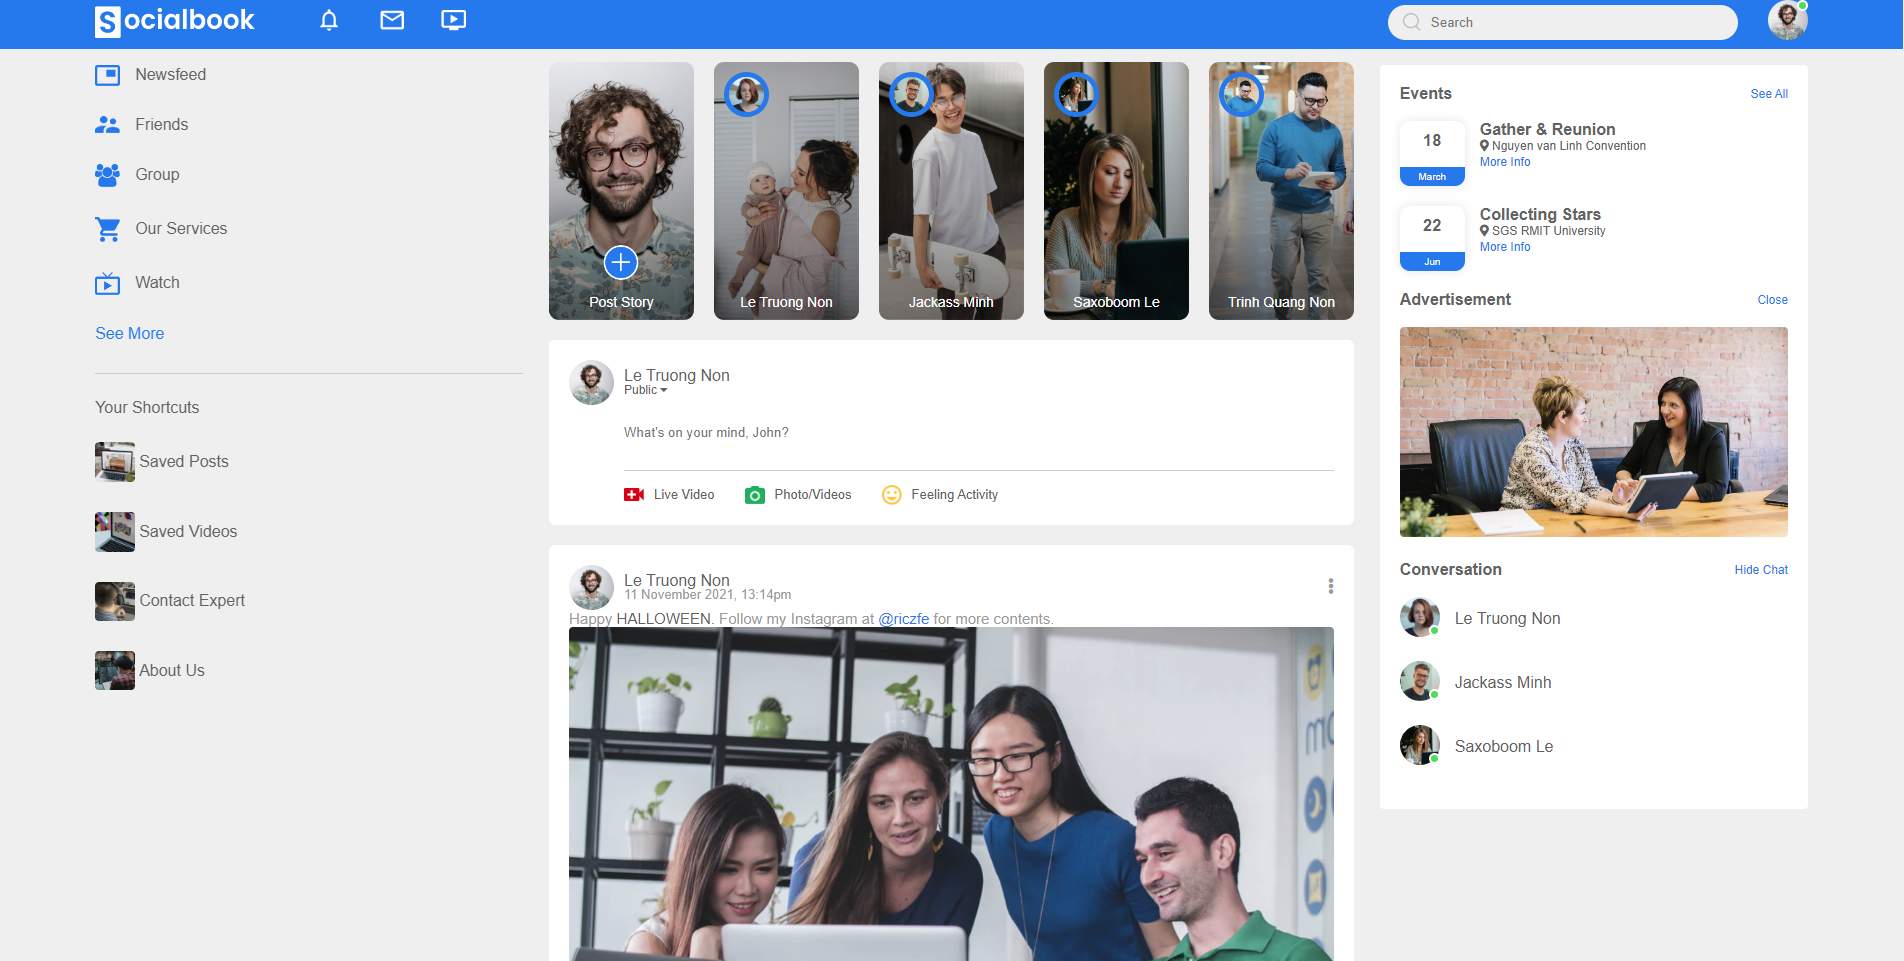 Socialbook
Search
Newsfeed
Friends
Group
Our Services
Watch
See More
Your Shortcuts
Saved Posts
Saved Videos
Contact Expert
About Us
Post Story
Le Truong Non
Jackass Minh
Saxoboom Le
Trinh Quang Non
Le Truong Non
Public
What's on your mind, John?
Live Video
Photo/Videos
Feeling Activity
Le Truong Non
11 November 2021, 13:14pm
Happy HALLOWEEN. Follow my Instagram at @riczfe for more contents.
Events
See All
18
March
Gather & Reunion
Nguyen van Linh Convention
More Info
22
Jun
Collecting Stars
SGS RMIT University
More Info
Advertisement
Close
Conversation
Hide Chat
Le Truong Non
Jackass Minh
Saxoboom Le